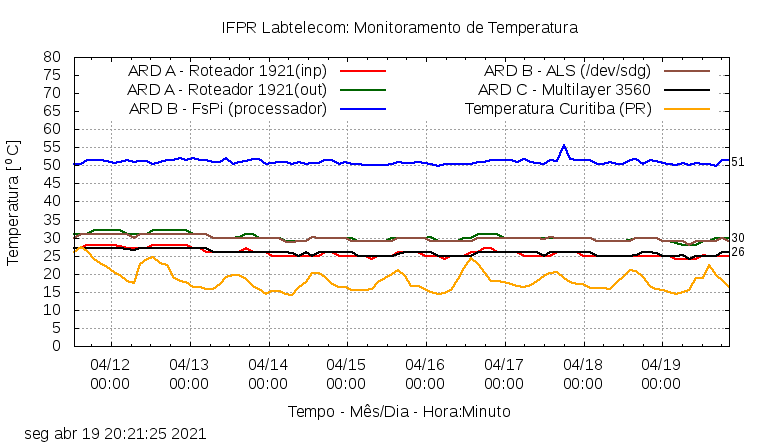 IFPR Labtelecom: Monitoramento de Temperatura
Temperatura [ ºC]
80
75
70
65
60
55
50
45
40
35
30
25
20
15
10
5
0
ARD A - Roteador 1921(inp)
ARD A - Roteador 1921(out)
ARD B - FsPi (processador)
ARD B - ALS (/dev/sdg)
ARD C - Multilayer 3560
Temperatura Curitiba (PR)
51
30
26
04/12 04/13 04/14 04/15 04/16 04/17 04/18 04/19
00:00 00:00 00:00 00:00 00:00 00:00 00:00 00:00
Tempo - Mês/Dia - Hora:Minuto
seg abr 19 20:21:25 2021